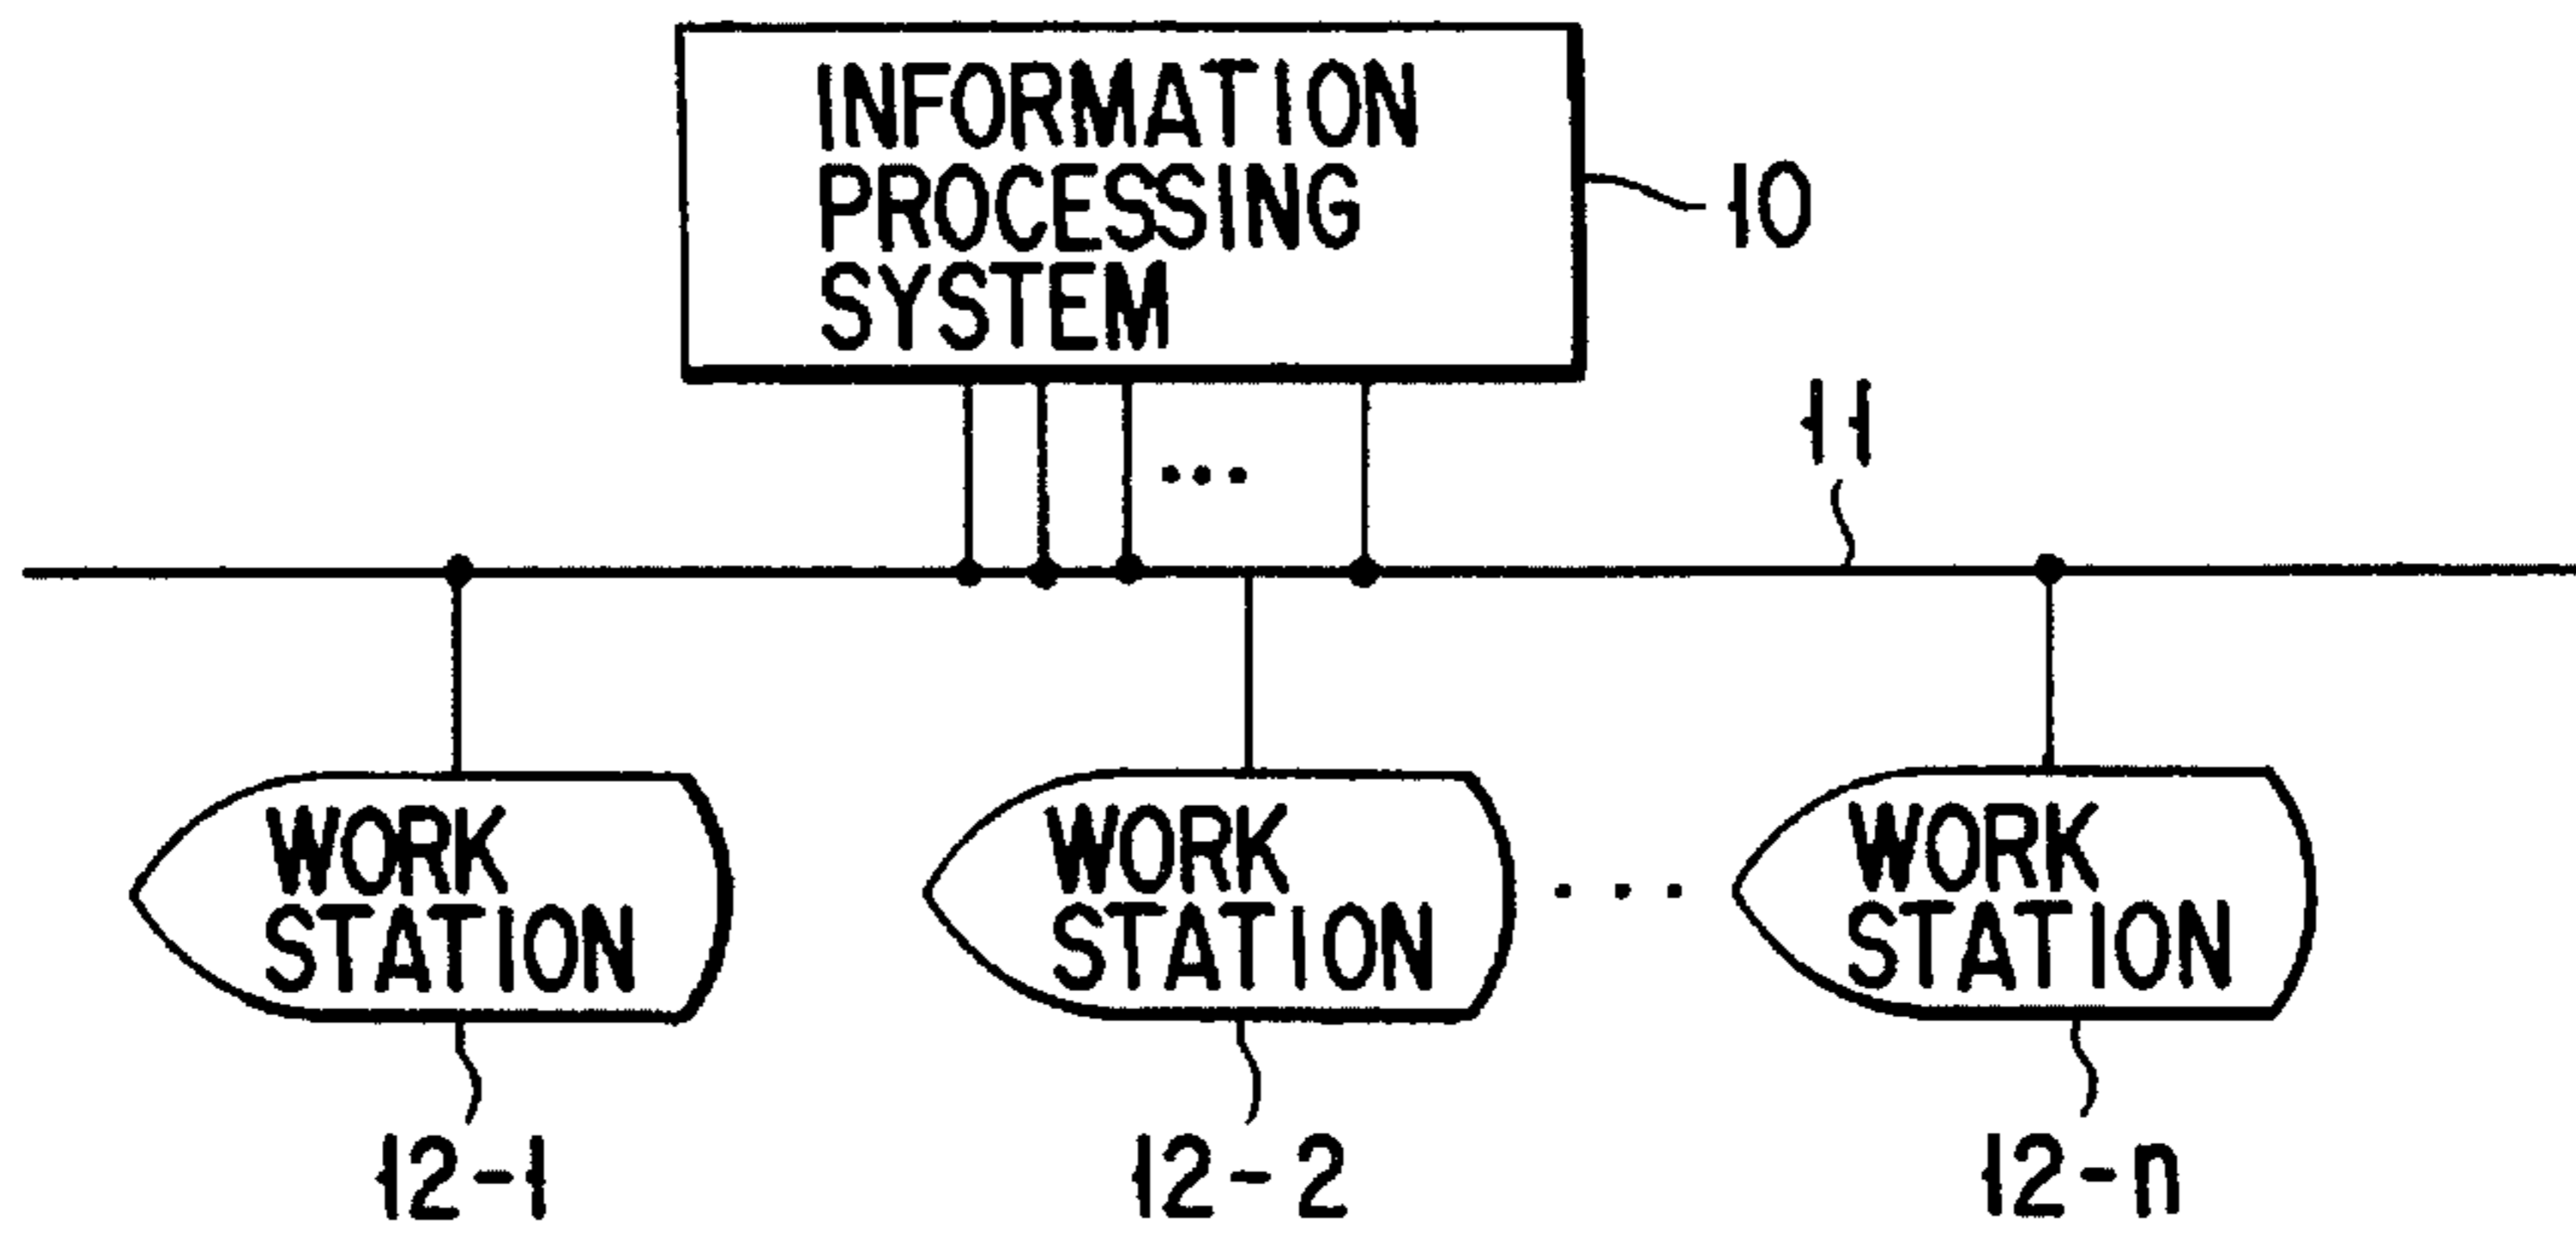 INFORMATION
PROCESSING
SYSTEM
10
11
...
WORK
STATION
WORK
STATION
...
WORK
STATION
12-1
12-2
12-n